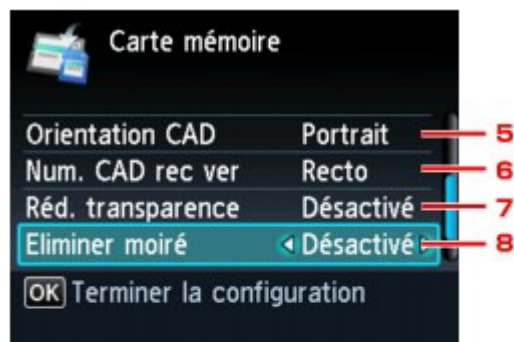 Carte mémoire
Orientation CAD Portrait 5
Num. CAD rec ver Recto 6
Réd. transparence Désactivé 7
Eliminer moiré Désactivé 8
OK Terminer la configuration